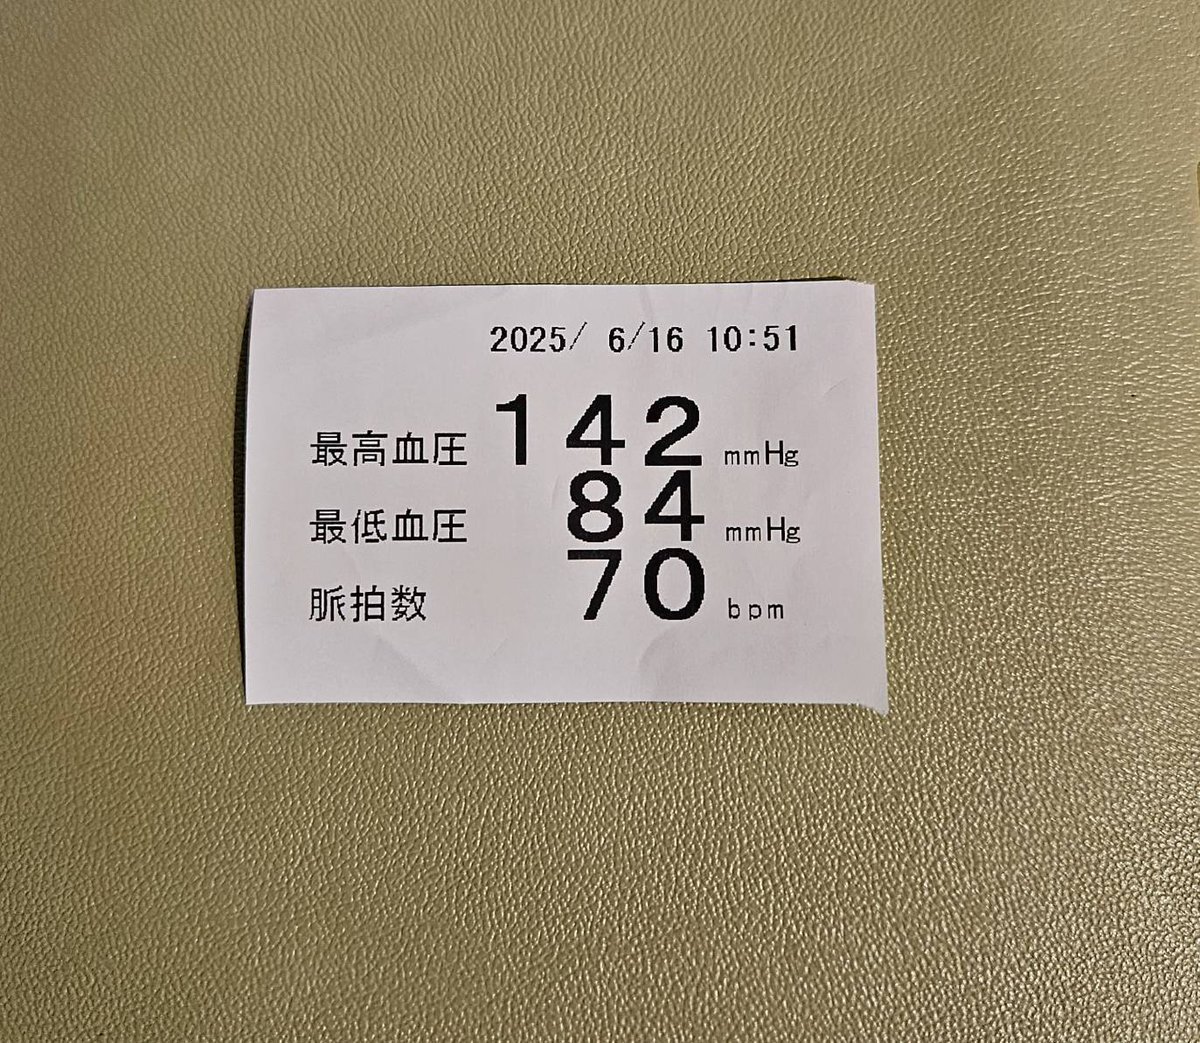 2025/ 6/16 10:51
最高血圧 142 mmHg
最低血圧 84 mmHg
脈拍数 70 bpm